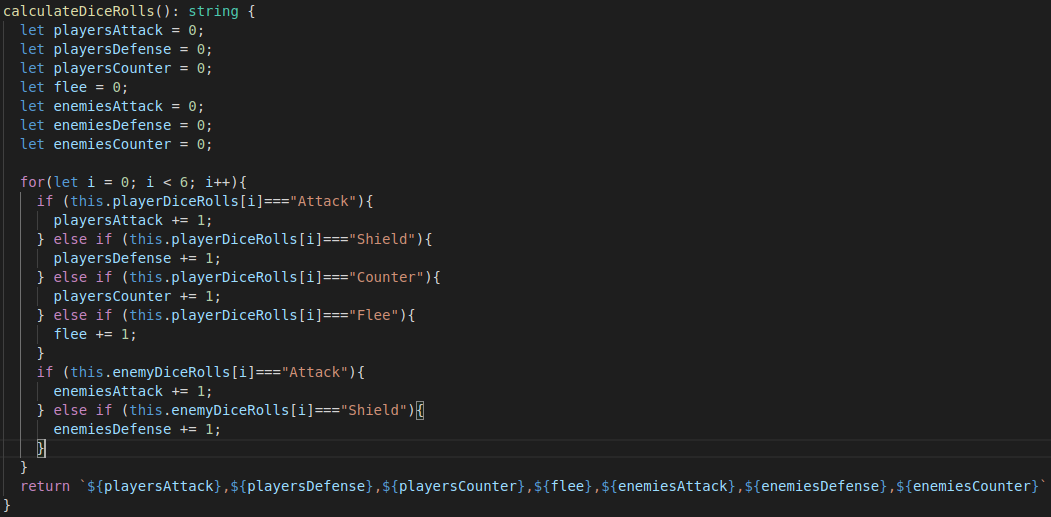 calculateDiceRolls(): string {
  let playersAttack = 0;
  let playersDefense = 0;
  let playersCounter = 0;
  let flee = 0;
  let enemiesAttack = 0;
  let enemiesDefense = 0;
  let enemiesCounter = 0;

  for(let i = 0; i < 6; i++){
    if (this.playerDiceRolls[i]==="Attack"){
      playersAttack += 1;
    } else if (this.playerDiceRolls[i]==="Shield"){
      playersDefense += 1;
    } else if (this.playerDiceRolls[i]==="Counter"){
      playersCounter += 1;
    } else if (this.playerDiceRolls[i]==="Flee"){
      flee += 1;
    }
    if (this.enemyDiceRolls[i]==="Attack"){
      enemiesAttack += 1;
    } else if (this.enemyDiceRolls[i]==="Shield"){
      enemiesDefense += 1;
    }
  }
  return `${playersAttack},${playersDefense},${playersCounter},${flee},${enemiesAttack},${enemiesDefense},${enemiesCounter}`
}